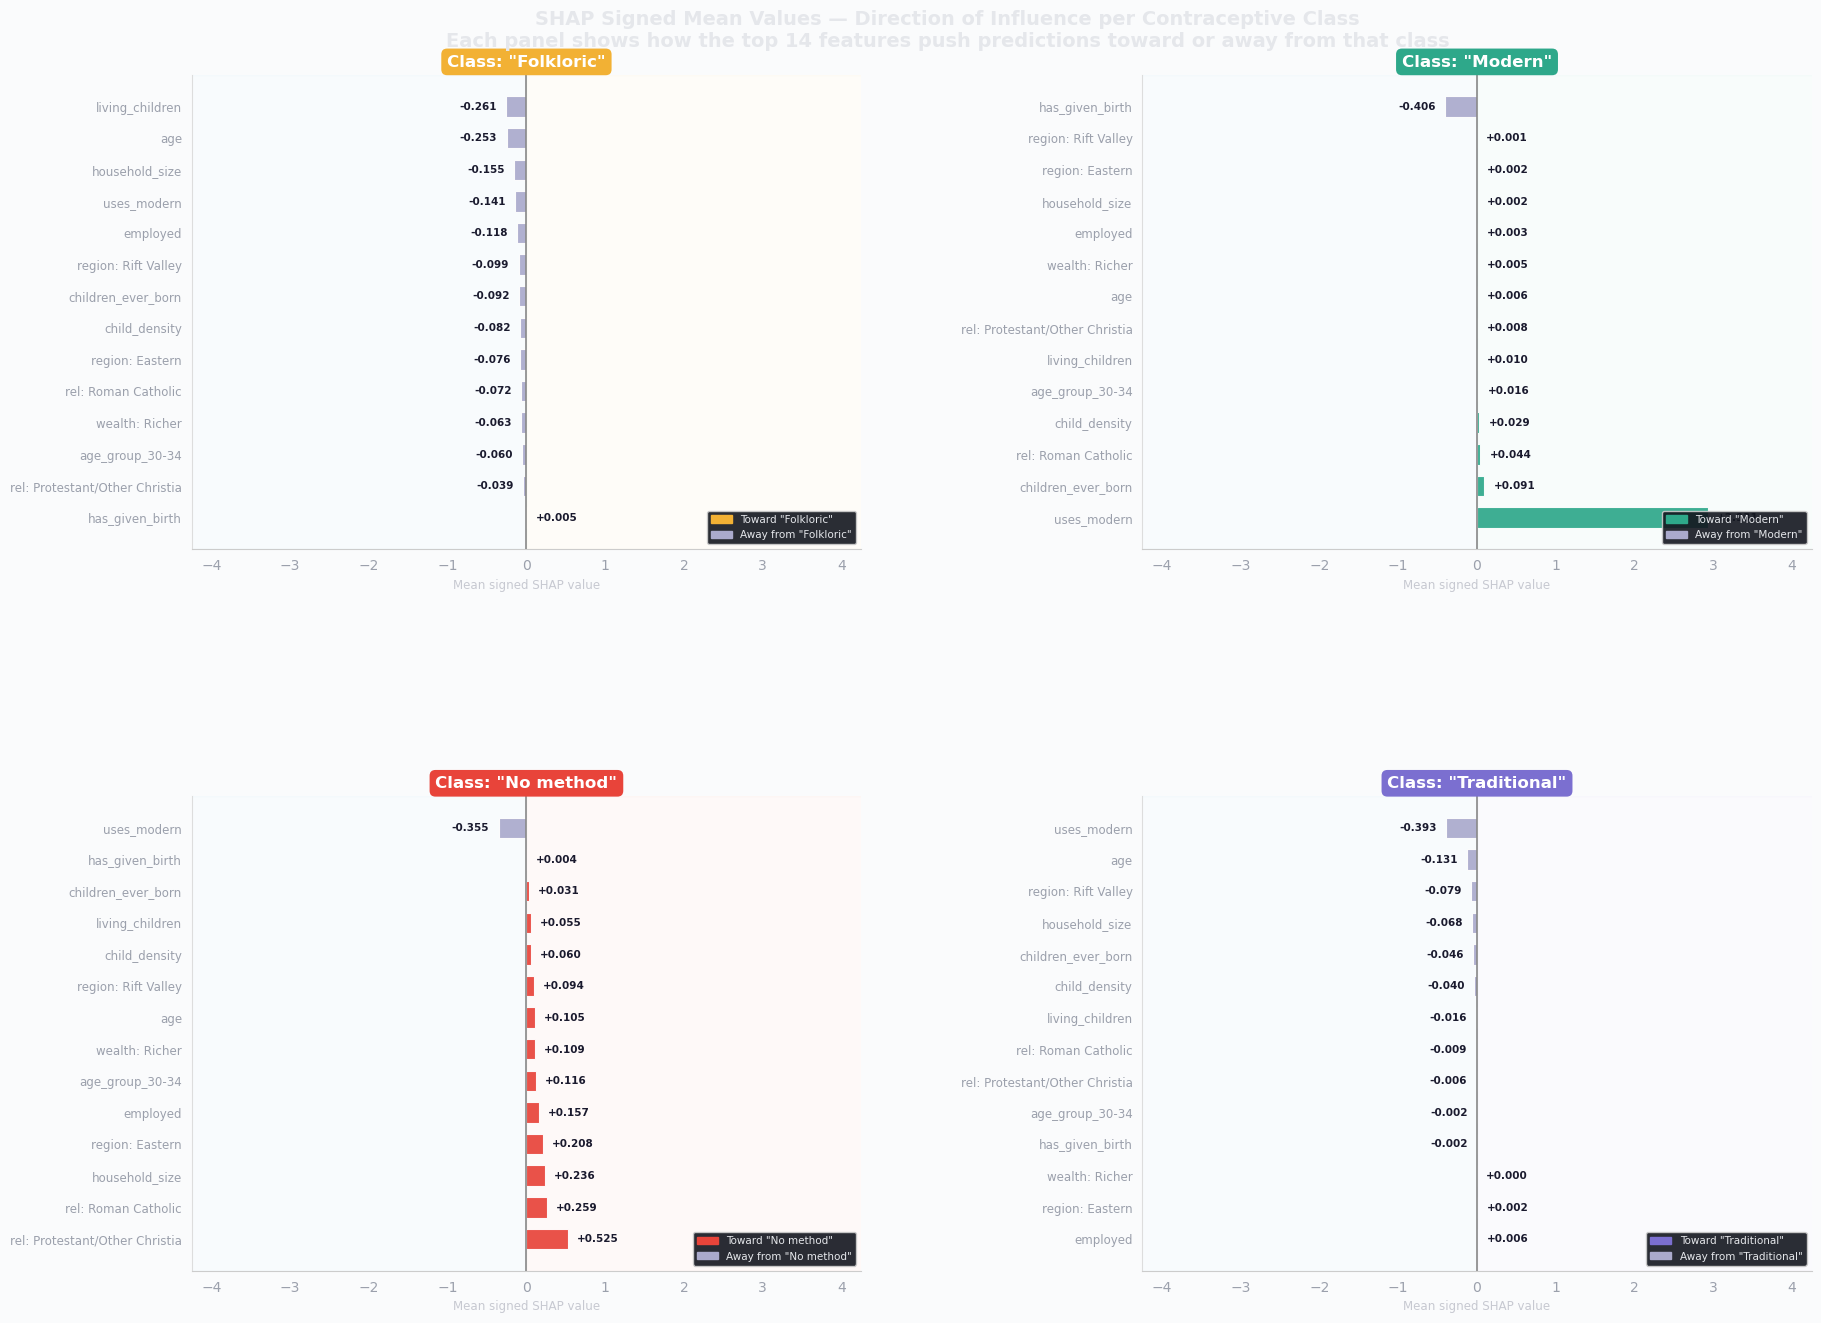 SHAP Signed Mean Values — Direction of Influence per Contraceptive Class
Each panel shows how the top 14 features push predictions toward or away from that class
Class: "Folkloric"
living_children -0.261
age -0.253
household_size -0.155
uses_modern -0.141
employed -0.118
region: Rift Valley -0.099
children_ever_born -0.092
child_density -0.082
region: Eastern -0.076
rel: Roman Catholic -0.072
wealth: Richer -0.063
age_group_30-34 -0.060
rel: Protestant/Other Christia -0.039
has_given_birth +0.005
Toward "Folkloric"
Away from "Folkloric"
−4 −3 −2 −1 0 1 2 3 4
Mean signed SHAP value
Class: "Modern"
has_given_birth -0.406
region: Rift Valley +0.001
region: Eastern +0.002
household_size +0.002
employed +0.003
wealth: Richer +0.005
age +0.006
rel: Protestant/Other Christia +0.008
living_children +0.010
age_group_30-34 +0.016
child_density +0.029
rel: Roman Catholic +0.044
children_ever_born +0.091
uses_modern
Toward "Modern"
Away from "Modern"
−4 −3 −2 −1 0 1 2 3 4
Mean signed SHAP value
Class: "No method"
uses_modern -0.355
has_given_birth +0.004
children_ever_born +0.031
living_children +0.055
child_density +0.060
region: Rift Valley +0.094
age +0.105
wealth: Richer +0.109
age_group_30-34 +0.116
employed +0.157
region: Eastern +0.208
household_size +0.236
rel: Roman Catholic +0.259
rel: Protestant/Other Christia +0.525
Toward "No method"
Away from "No method"
−4 −3 −2 −1 0 1 2 3 4
Mean signed SHAP value
Class: "Traditional"
uses_modern -0.393
age -0.131
region: Rift Valley -0.079
household_size -0.068
children_ever_born -0.046
child_density -0.040
living_children -0.016
rel: Roman Catholic -0.009
rel: Protestant/Other Christia -0.006
age_group_30-34 -0.002
has_given_birth -0.002
wealth: Richer +0.000
region: Eastern +0.002
employed +0.006
Toward "Traditional"
Away from "Traditional"
−4 −3 −2 −1 0 1 2 3 4
Mean signed SHAP value